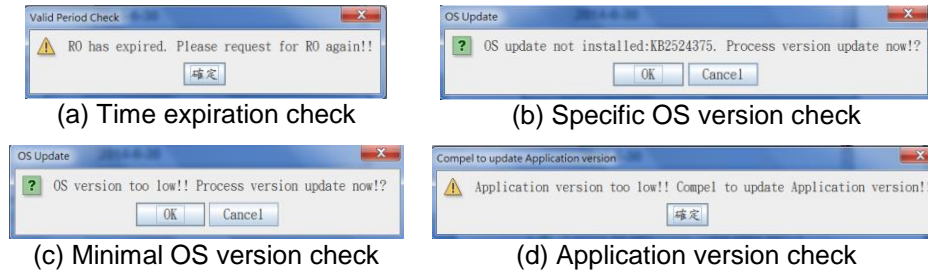 Valid Period Check
RO has expired. Please request for RO again!!
確定
(a) Time expiration check
OS Update
OS update not installed:KB2524375. Process version update now!?
OK Cancel
(b) Specific OS version check
OS Update
OS version too low!! Process version update now!?
OK Cancel
(c) Minimal OS version check
Compel to update Application version
Application version too low!! Compel to update Application version!!
確定
(d) Application version check